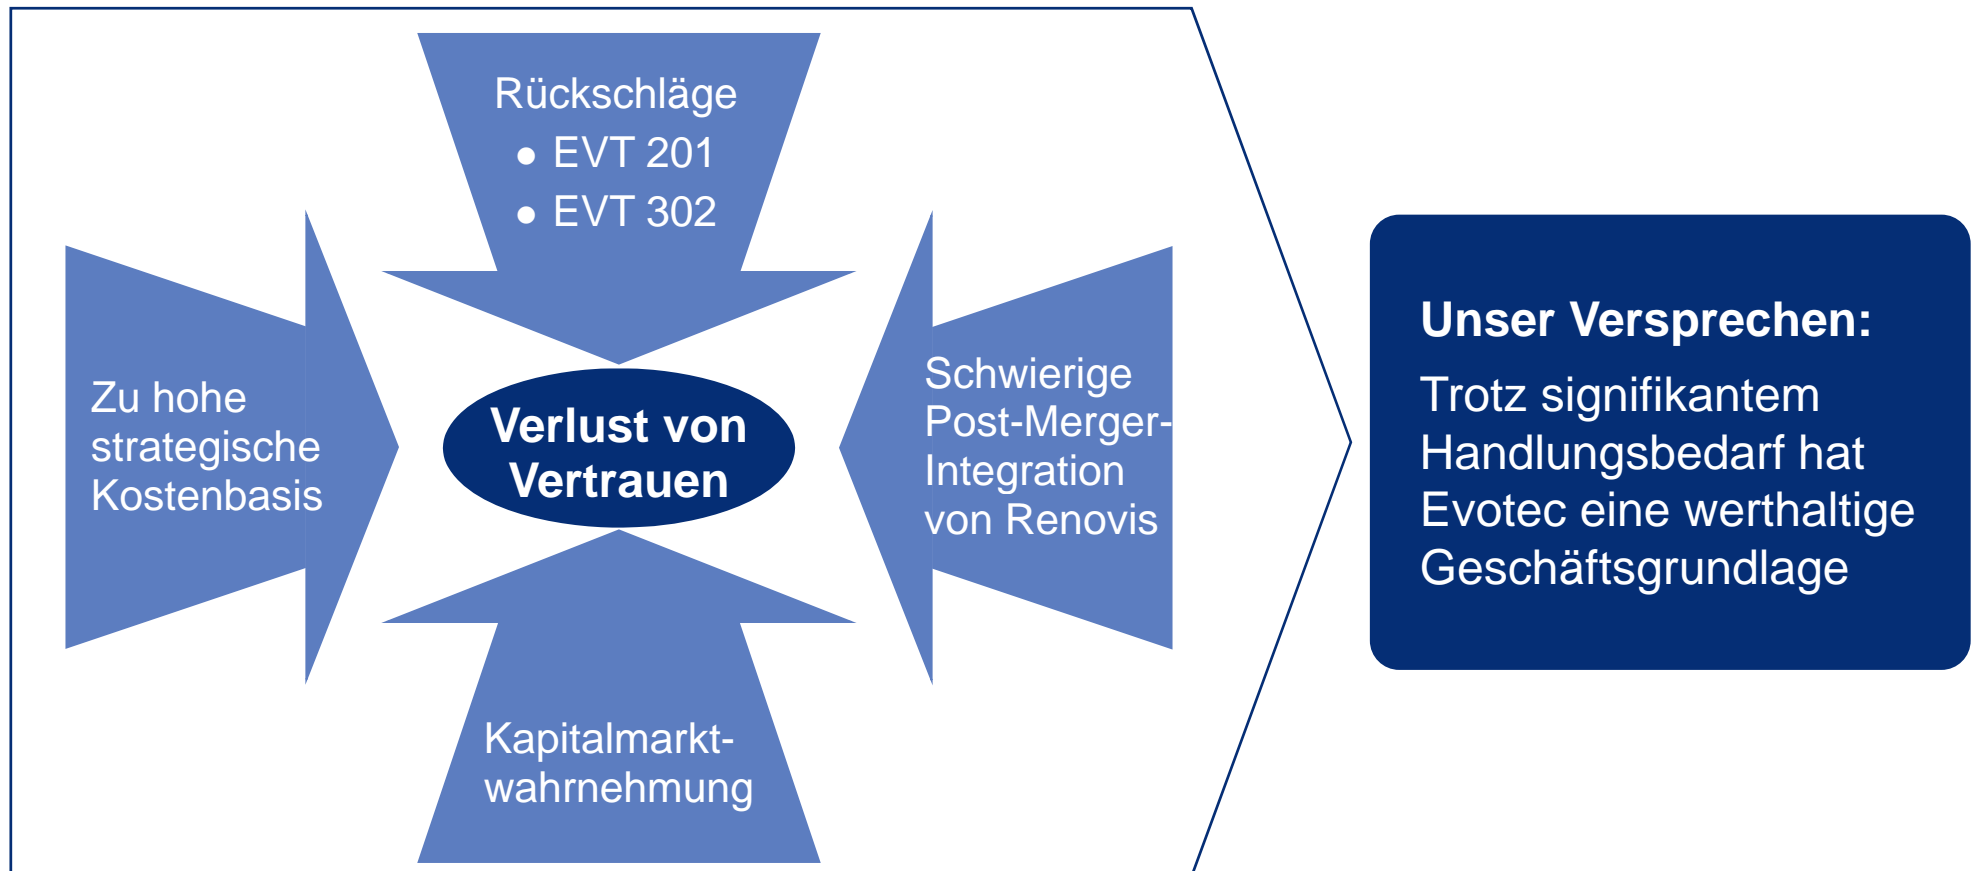 Rückschläge
● EVT 201
● EVT 302
Zu hohe
strategische
Kostenbasis
Verlust von
Vertrauen
Schwierige
Post-Merger-
Integration
von Renovis
Kapitalmarkt-
wahrnehmung
Unser Versprechen:
Trotz signifikantem
Handlungsbedarf hat
Evotec eine werthaltige
Geschäftsgrundlage